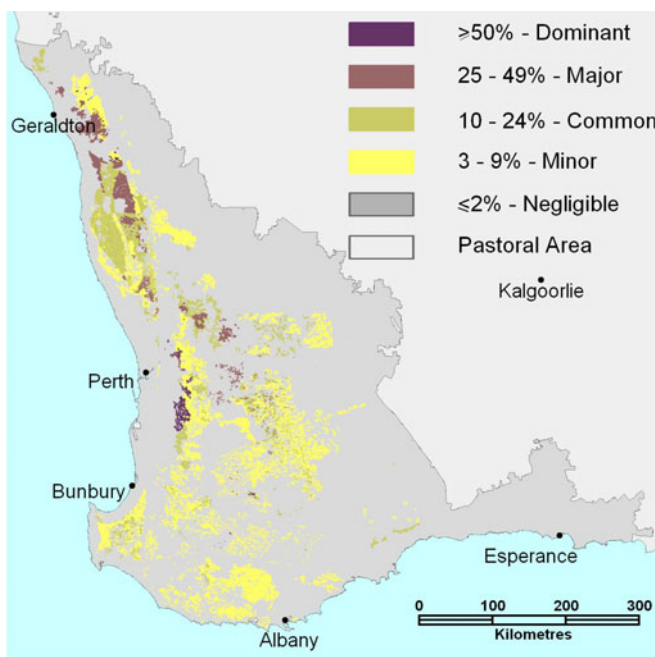 ⩾50% - Dominant
25 - 49% - Major
10 - 24% - Common
3 - 9% - Minor
⩽2% - Negligible
Pastoral Area
Geraldton
Kalgoorlie
Perth
Bunbury
Esperance
Albany
0 100 200 300
Kilometres